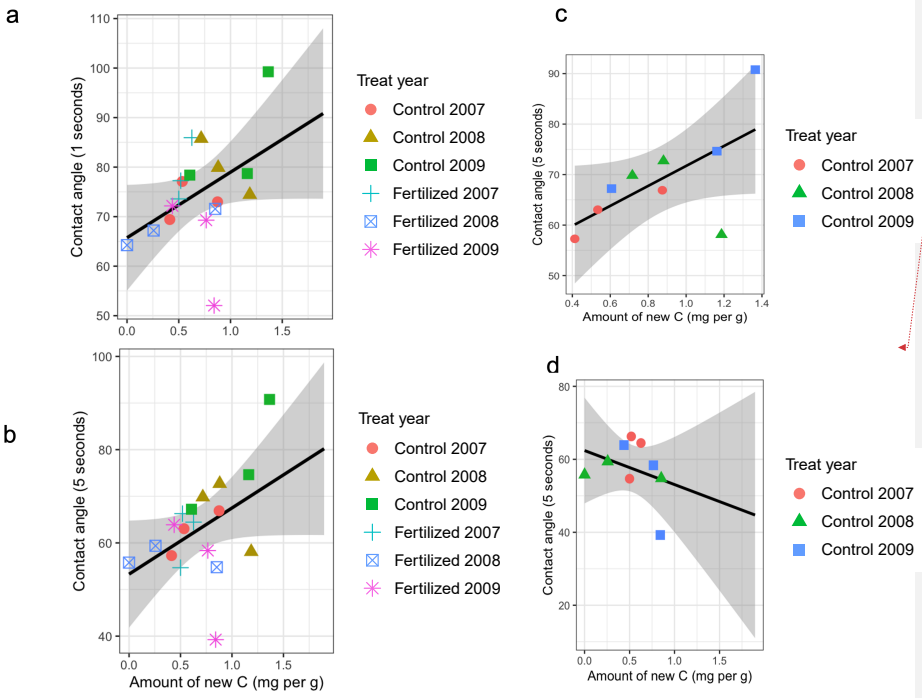 a
110
100
90
80
70
60
50
0.0 0.5 1.0 1.5
Contact angle (1 seconds)
Treat year
Control 2007
Control 2008
Control 2009
Fertilized 2007
Fertilized 2008
Fertilized 2009
b
100
80
60
40
0.0 0.5 1.0 1.5
Contact angle (5 seconds)
Amount of new C (mg per g)
Treat year
Control 2007
Control 2008
Control 2009
Fertilized 2007
Fertilized 2008
Fertilized 2009
c
90
80
70
60
50
0.4 0.6 0.8 1.0 1.2 1.4
Contact angle (5 seconds)
Amount of new C (mg per g)
Treat year
Control 2007
Control 2008
Control 2009
d
80
60
40
20
0.0 0.5 1.0 1.5
Contact angle (5 seconds)
Amount of new C (mg per g)
Treat year
Control 2007
Control 2008
Control 2009